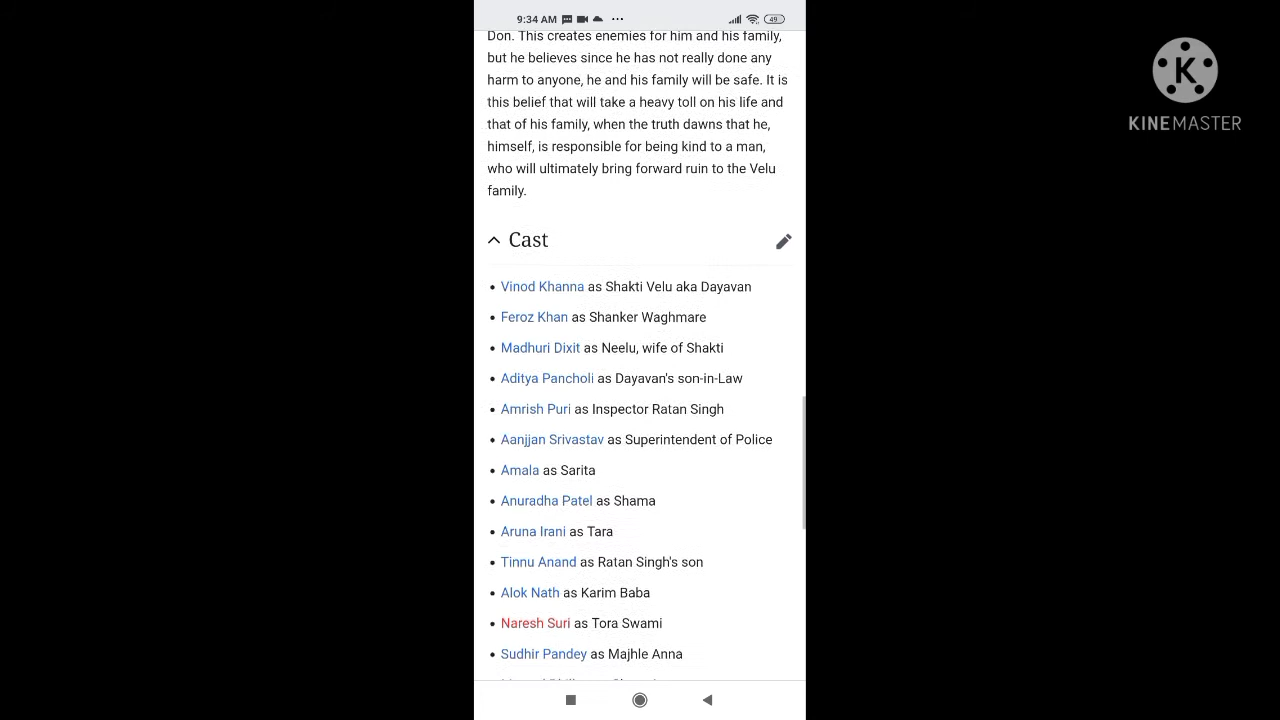 9:34 AM
49
Don. This creates enemies for him and his family,
but he believes since he has not really done any
harm to anyone, he and his family will be safe. It is
this belief that will take a heavy toll on his life and
that of his family, when the truth dawns that he,
himself, is responsible for being kind to a man,
who will ultimately bring forward ruin to the Velu
family.
Cast
Vinod Khanna as Shakti Velu aka Dayavan
Feroz Khan as Shanker Waghmare
Madhuri Dixit as Neelu, wife of Shakti
Aditya Pancholi as Dayavan's son-in-Law
Amrish Puri as Inspector Ratan Singh
Aanjjan Srivastav as Superintendent of Police
Amala as Sarita
Anuradha Patel as Shama
Aruna Irani as Tara
Tinnu Anand as Ratan Singh's son
Alok Nath as Karim Baba
Naresh Suri as Tora Swami
Sudhir Pandey as Majhle Anna
K
KINEMASTER